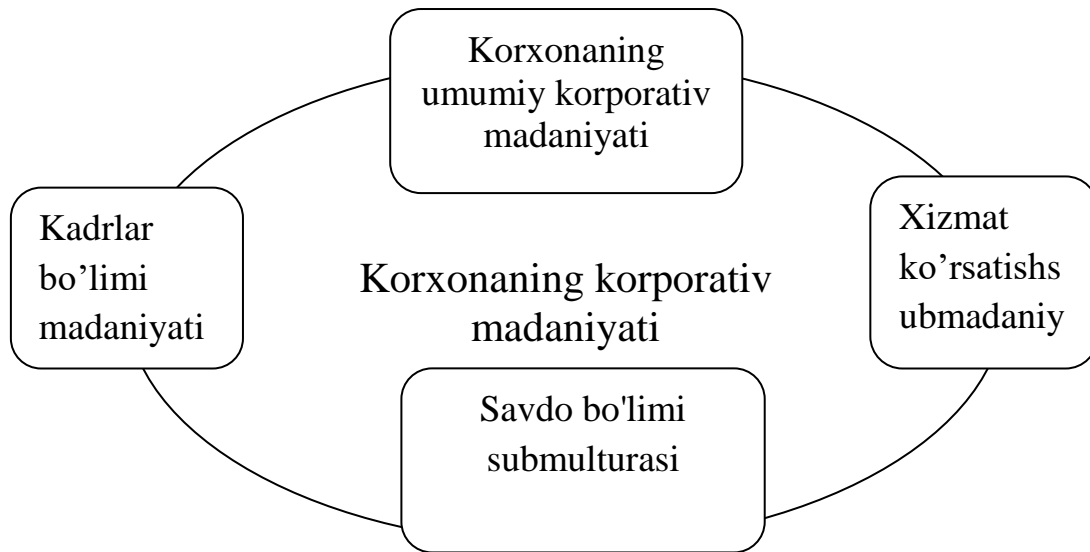 Korxonaning
umumiy korporativ
madaniyati
Kadrlar
bo’limi
madaniyati
Korxonaning korporativ
madaniyati
Xizmat
ko’rsatishs
ubmadaniy
Savdo bo'limi
submulturasi